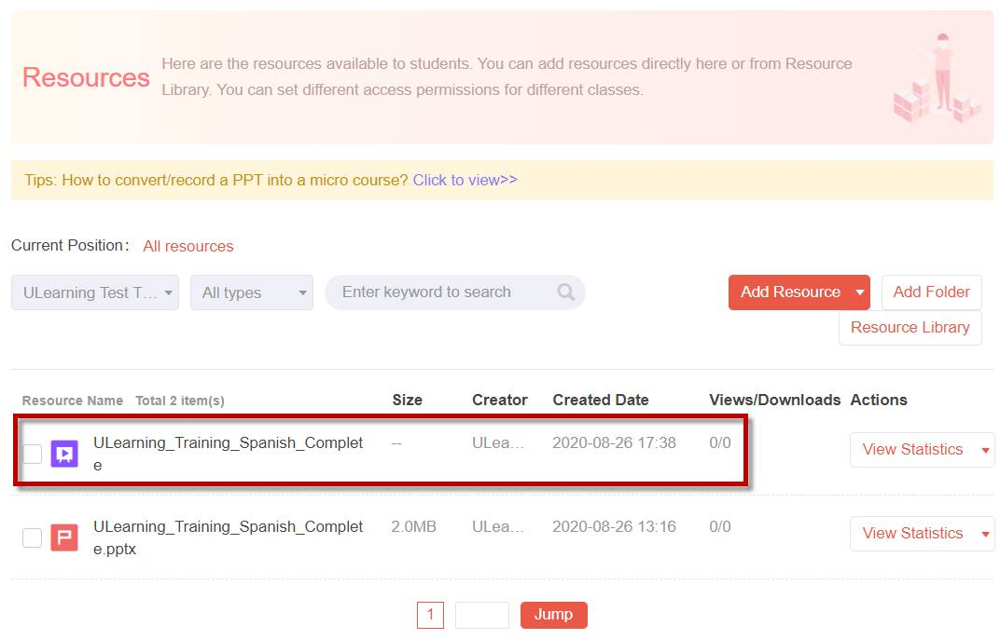 Resources
Here are the resources available to students. You can add resources directly here or from Resource
Library. You can set different access permissions for different classes.
Tips: How to convert/record a PPT into a micro course? Click to view>>
Current Position: All resources
ULearning Test T... All types Enter keyword to search Add Resource Add Folder
Resource Library
Resource Name Total 2 item(s) Size Creator Created Date Views/Downloads Actions
ULearning_Training_Spanish_Complet -- ULea... 2020-08-26 17:38 0/0 View Statistics
e
ULearning_Training_Spanish_Complet 2.0MB ULea... 2020-08-26 13:16 0/0 View Statistics
e.pptx
1 Jump